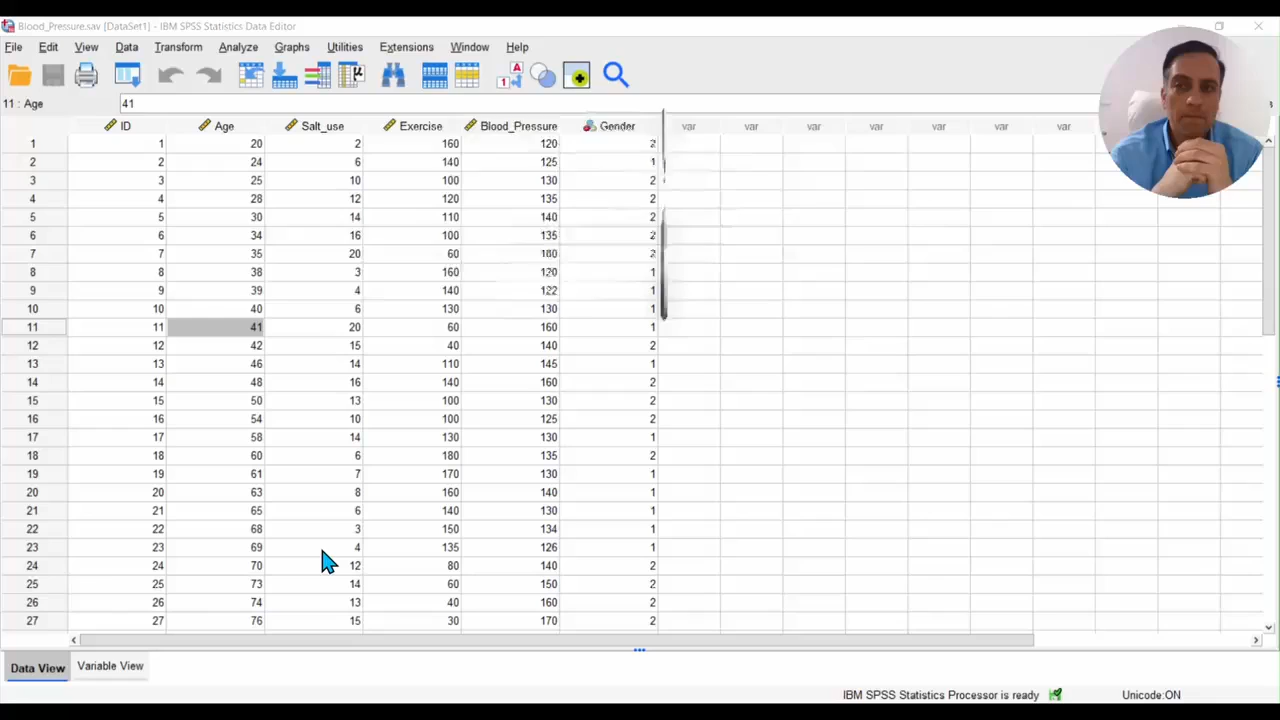 Blood_Pressure.sav [DataSet1] - IBM SPSS Statistics Data Editor
File Edit View Data Transform Analyze Graphs Utilities Extensions Window Help
11 : Age 41
ID Age Salt_use Exercise Blood_Pressure Gender var var var var var var var
1 1 20 2 160 120 2
2 2 24 6 140 125 1
3 3 25 10 100 130 2
4 4 28 12 120 135 2
5 5 30 14 110 140 2
6 6 34 16 100 135 2
7 7 35 20 60 2
8 8 38 3 160 120 1
9 9 39 4 140 122 1
10 10 40 6 130 130 1
11 11 41 20 60 160 1
12 12 42 15 40 140 2
13 13 46 14 110 145 1
14 14 48 16 140 160 2
15 15 50 13 100 130 2
16 16 54 10 100 125 2
17 17 58 14 130 130 1
18 18 60 6 180 135 2
19 19 61 7 170 130 1
20 20 63 8 160 140 1
21 21 65 6 140 130 1
22 22 68 3 150 134 1
23 23 69 4 135 126 1
24 24 70 12 80 140 2
25 25 73 14 60 150 2
26 26 74 13 40 160 2
27 27 76 15 30 170 2
Data View Variable View
IBM SPSS Statistics Processor is ready Unicode:ON